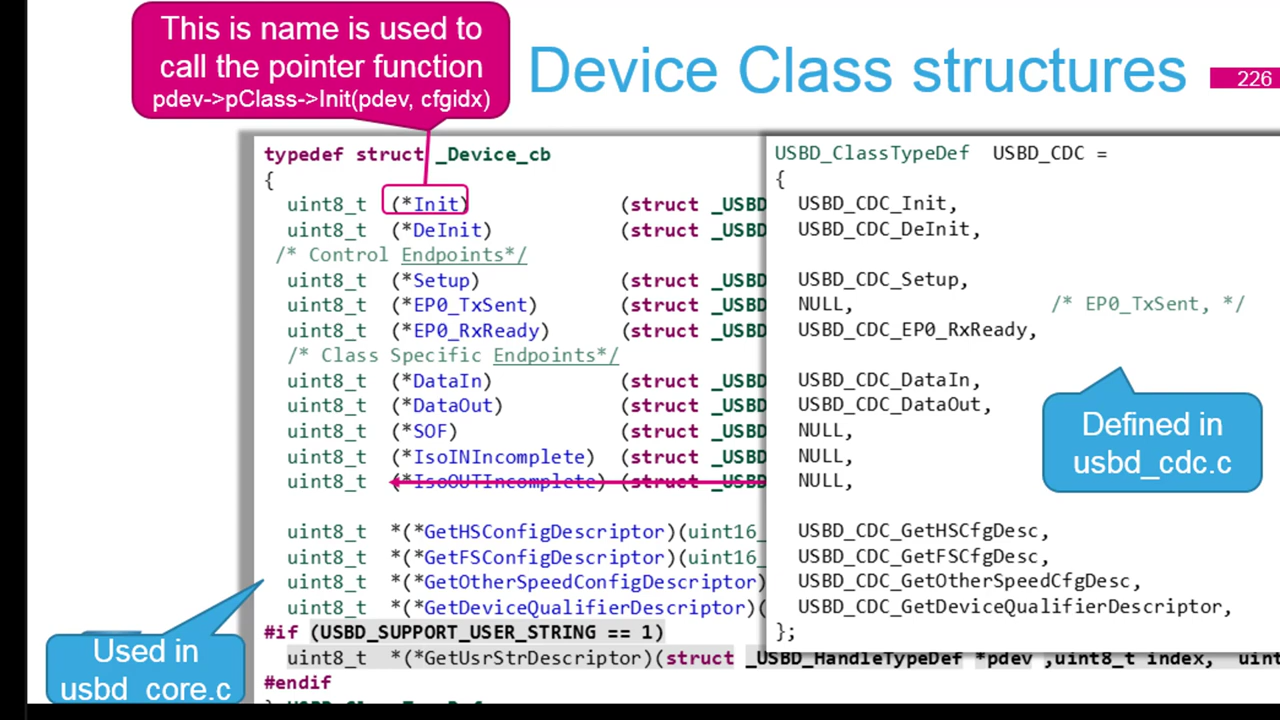 This is name is used to
call the pointer function
pdev->pClass->Init(pdev, cfgidx)
Device Class structures
226
typedef struct _Device_cb
{
uint8_t (*Init) (struct _USBD
uint8_t (*DeInit) (struct _USBD
/* Control Endpoints*/
uint8_t (*Setup) (struct _USBD
uint8_t (*EP0_TxSent) (struct _USBD
uint8_t (*EP0_RxReady) (struct _USBD
/* Class Specific Endpoints*/
uint8_t (*DataIn) (struct _USBD
uint8_t (*DataOut) (struct _USBD
uint8_t (*SOF) (struct _USBD
uint8_t (*IsoINIncomplete) (struct _USBD
uint8_t (*IsoOUTIncomplete) (struct _USBD
uint8_t *(*GetHSConfigDescriptor)(uint16_
uint8_t *(*GetFSConfigDescriptor)(uint16_
uint8_t *(*GetOtherSpeedConfigDescriptor)
uint8_t *(*GetDeviceQualifierDescriptor)(
#if (USBD_SUPPORT_USER_STRING == 1)
uint8_t *(*GetUsrStrDescriptor)(struct _USBD_HandleTypeDef *pdev ,uint8_t index, uint
#endif
USBD_ClassTypeDef USBD_CDC =
{
USBD_CDC_Init,
USBD_CDC_DeInit,
USBD_CDC_Setup,
NULL, /* EP0_TxSent, */
USBD_CDC_EP0_RxReady,
USBD_CDC_DataIn,
USBD_CDC_DataOut,
NULL,
NULL,
NULL,
USBD_CDC_GetHSCfgDesc,
USBD_CDC_GetFSCfgDesc,
USBD_CDC_GetOtherSpeedCfgDesc,
USBD_CDC_GetDeviceQualifierDescriptor,
};
Defined in
usbd_cdc.c
Used in
usbd_core.c